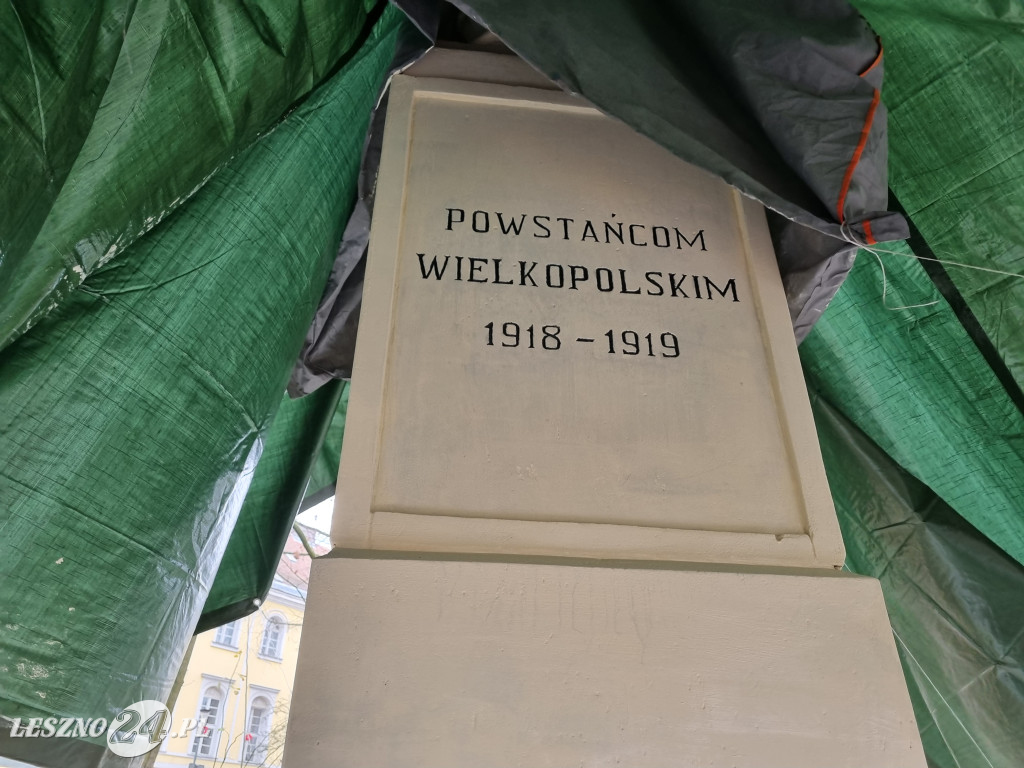 POWSTAŃCOM
WIELKOPOLSKIM
1918 - 1919
LESZNO24.PL